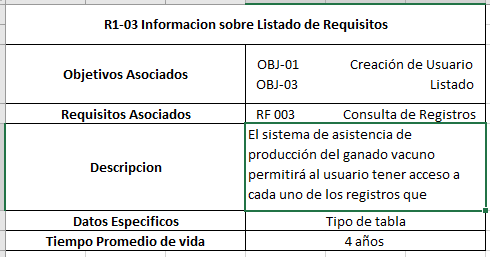 R1-03 Informacion sobre Listado de Requisitos
Objetivos Asociados
OBJ-01 Creación de Usuario
OBJ-03 Listado
Requisitos Asociados RF 003 Consulta de Registros
Descripcion
El sistema de asistencia de
producción del ganado vacuno
permitirá al usuario tener acceso a
cada uno de los registros que
Datos Especificos Tipo de tabla
Tiempo Promedio de vida 4 años